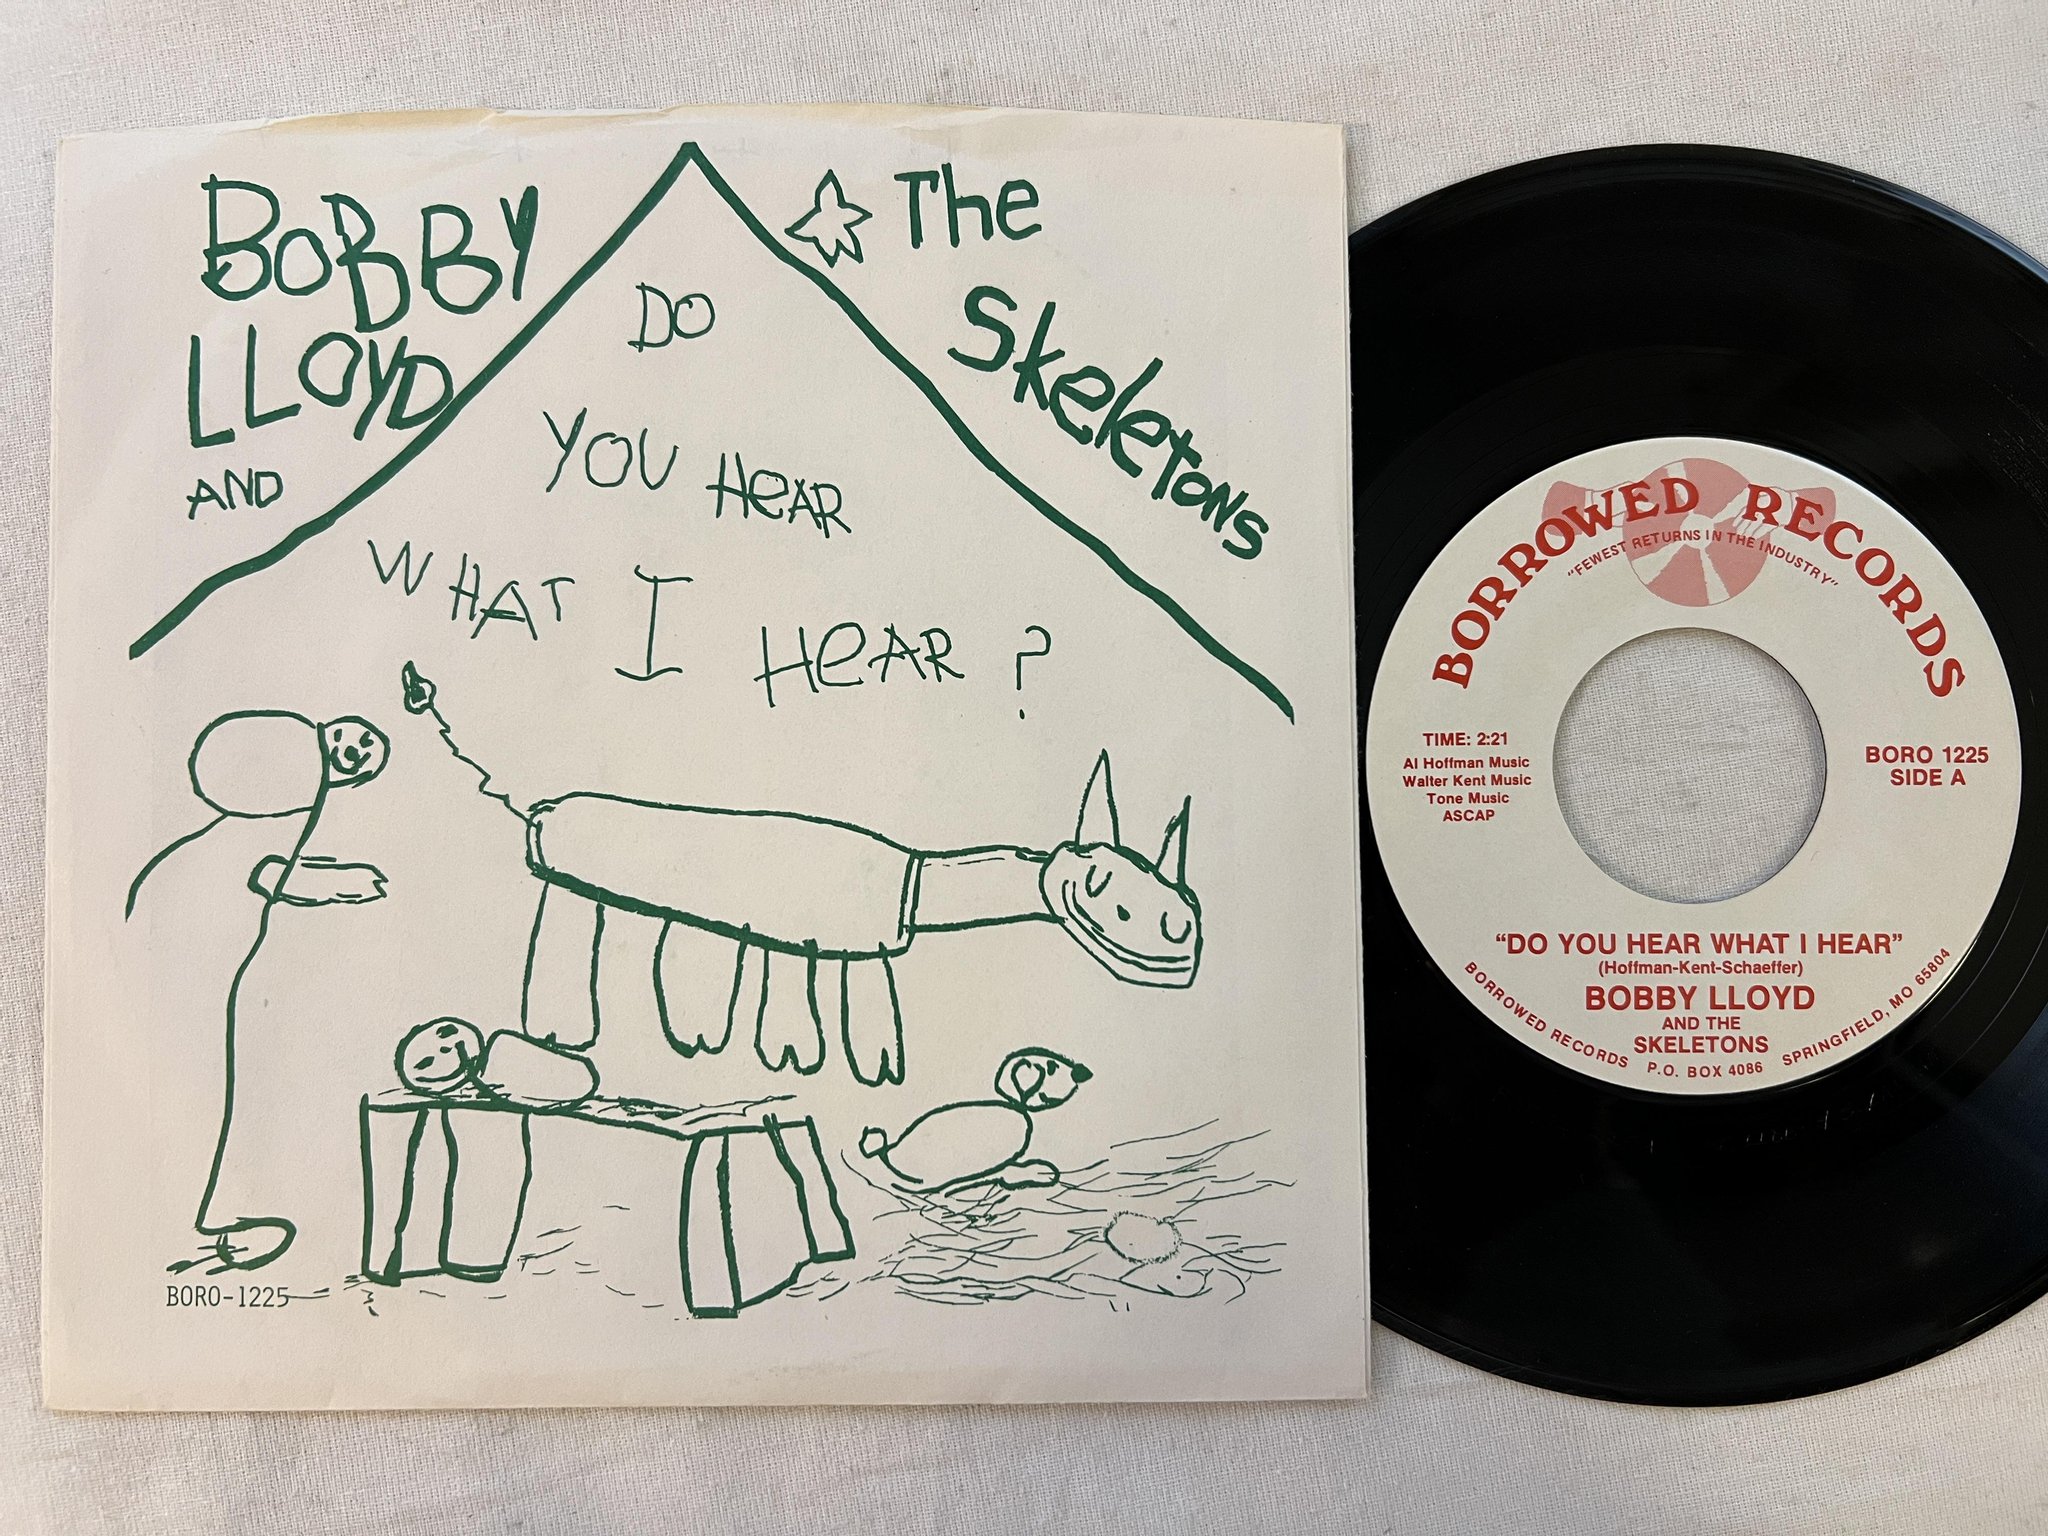 BOBBY
LLOYD
AND
The
Skeletons
DO
YOU HeAR
WHAT I HeAR?
BORO-1225
BORROWED RECORDS
"FEWEST RETURNS IN THE INDUSTRY"
TIME: 2:21
Al Hoffman Music
Walter Kent Music
Tone Music
ASCAP
BORO 1225
SIDE A
"DO YOU HEAR WHAT I HEAR"
(Hoffman-Kent-Schaeffer)
BOBBY LLOYD
AND THE
SKELETONS
BORROWED RECORDS P.O. BOX 4086 SPRINGFIELD, MO 65804